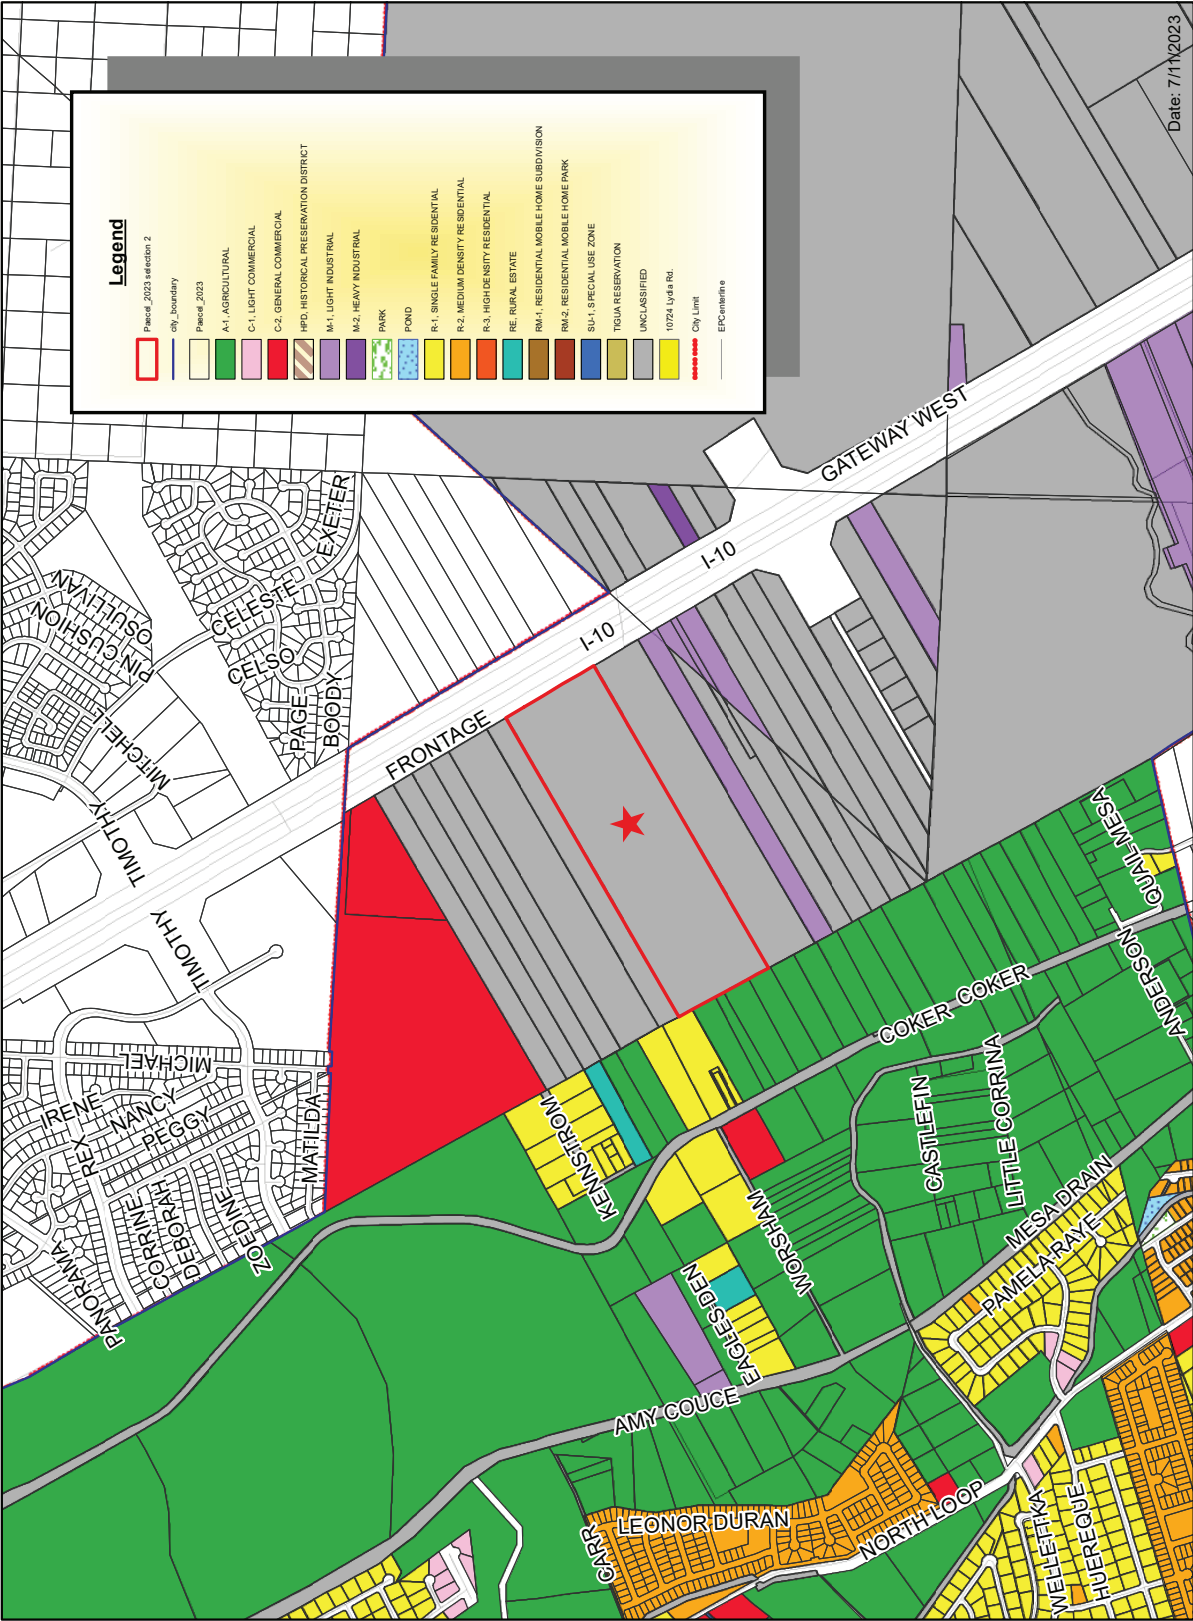 Legend
Paecel_2023 selection 2
city_boundary
Paecel_2023
A-1, AGRICULTURAL
C-1, LIGHT COMMERCIAL
C-2, GENERAL COMMERCIAL
HPD, HISTORICAL PRESERVATION DISTRICT
M-1, LIGHT INDUSTRIAL
M-2, HEAVY INDUSTRIAL
PARK
POND
R-1, SINGLE FAMILY RESIDENTIAL
R-2, MEDIUM DENSITY RESIDENTIAL
R-3, HIGH DENSITY RESIDENTIAL
RE, RURAL ESTATE
RM-1, RESIDENTIAL MOBILE HOME SUBDIVISION
RM-2, RESIDENTIAL MOBILE HOME PARK
SU-1, SPECIAL USE ZONE
TIGUA RESERVATION
UNCLASSIFIED
10724 Lydia Rd.
City Limit
EPCenterline
Date: 7/11/2023
OSULLIVAN
PIN CUSHION
EXETER
CELESTE
CELSO
PAGE
BOODY
MITCHELL
TIMOTHY
TIMOTHY
MICHAEL
IRENE
NANCY
PEGGY
REX
MATILDA
CORRINE
DEBORAH
ZOEDINE
PANORAMA
FRONTAGE
I-10
I-10
GATEWAY WEST
KENNSTROM
COKER
COKER
QUAIL MESA
ANDERSON
CASTLEFIN
LITTLE CORRINA
WORSHAM
MESA DRAIN
PAMELA RAYE
EAGLES DEN
AMY COUCE
CARR
LEONOR DURAN
NORTH LOOP
WELLETTKA
HUEREQUE